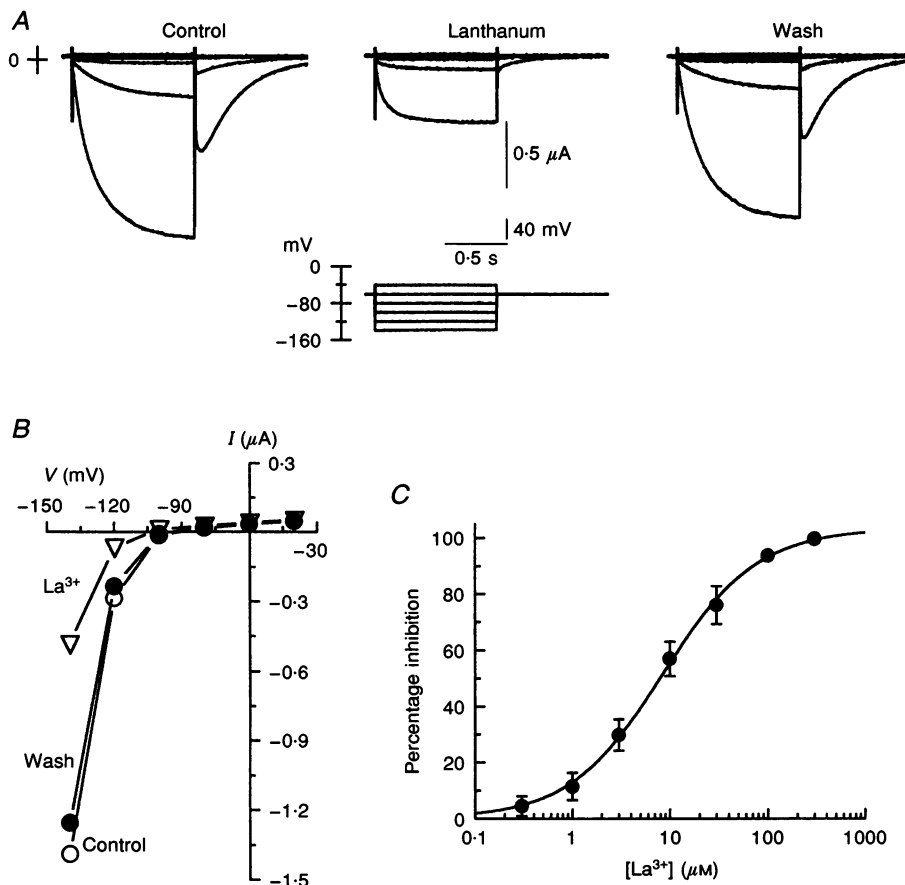 A
Control
Lanthanum
Wash
0
0·5 μA
40 mV
0·5 s
mV
0
−80
−160
B
I (μA)
V (mV)
0·3
−150
−120
−90
−30
La³⁺
−0·3
−0·6
−0·9
Wash
−1·2
Control
−1·5
C
Percentage inhibition
100
80
60
40
20
0
0·1
1
10
100
1000
[La³⁺] (μM)